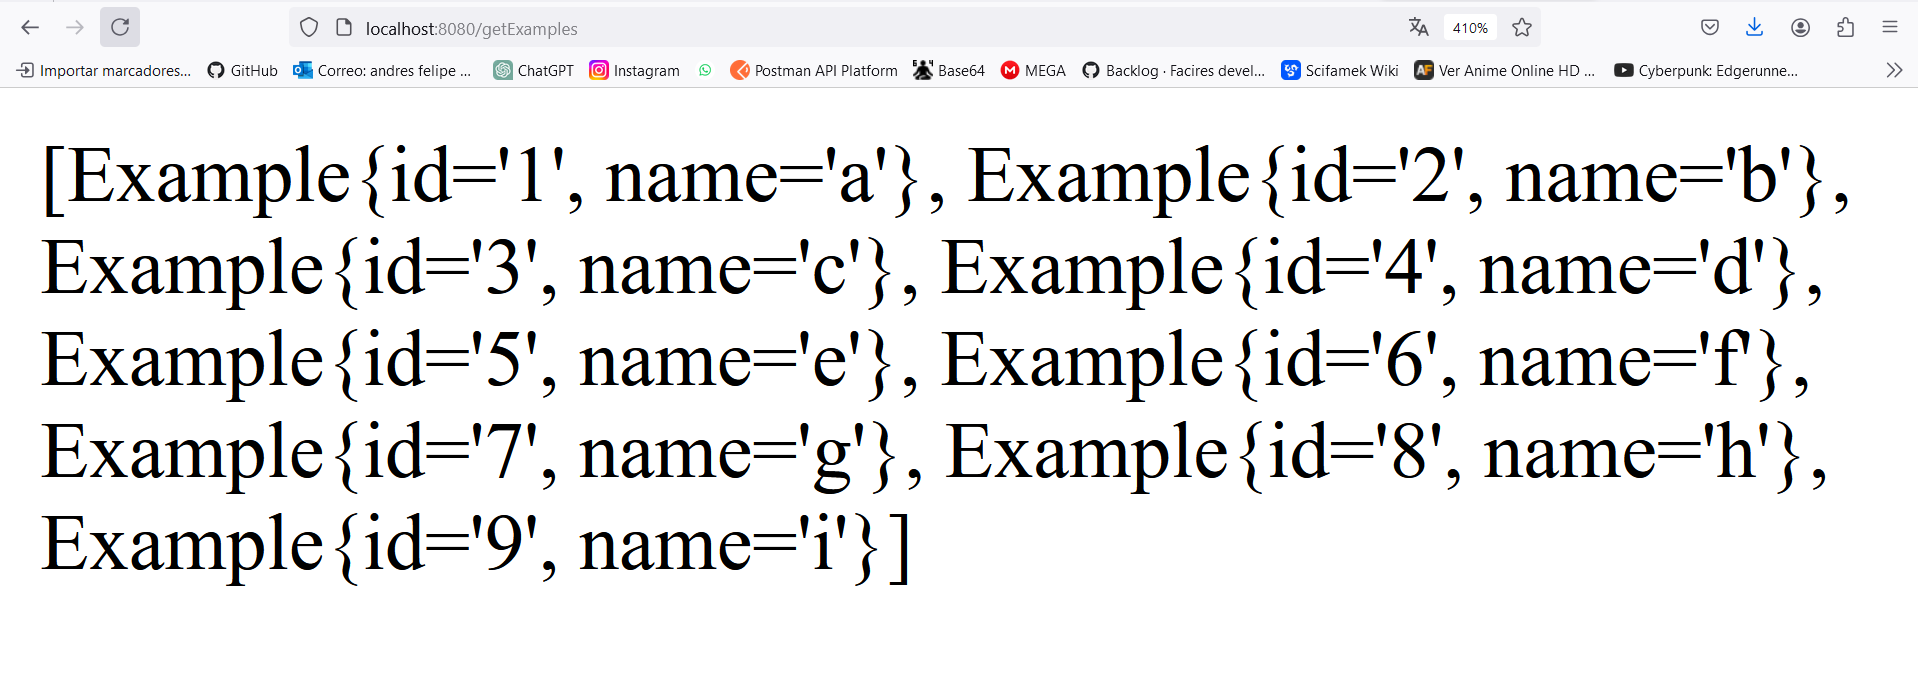 localhost:8080/getExamples 410%
Importar marcadores... GitHub Correo: andres felipe ... ChatGPT Instagram Postman API Platform Base64 MEGA Backlog · Facires devel... Scifamek Wiki AF Ver Anime Online HD ... Cyberpunk: Edgerunne...
[Example{id='1', name='a'}, Example{id='2', name='b'},
Example{id='3', name='c'}, Example{id='4', name='d'},
Example{id='5', name='e'}, Example{id='6', name='f'},
Example{id='7', name='g'}, Example{id='8', name='h'},
Example{id='9', name='i'}]